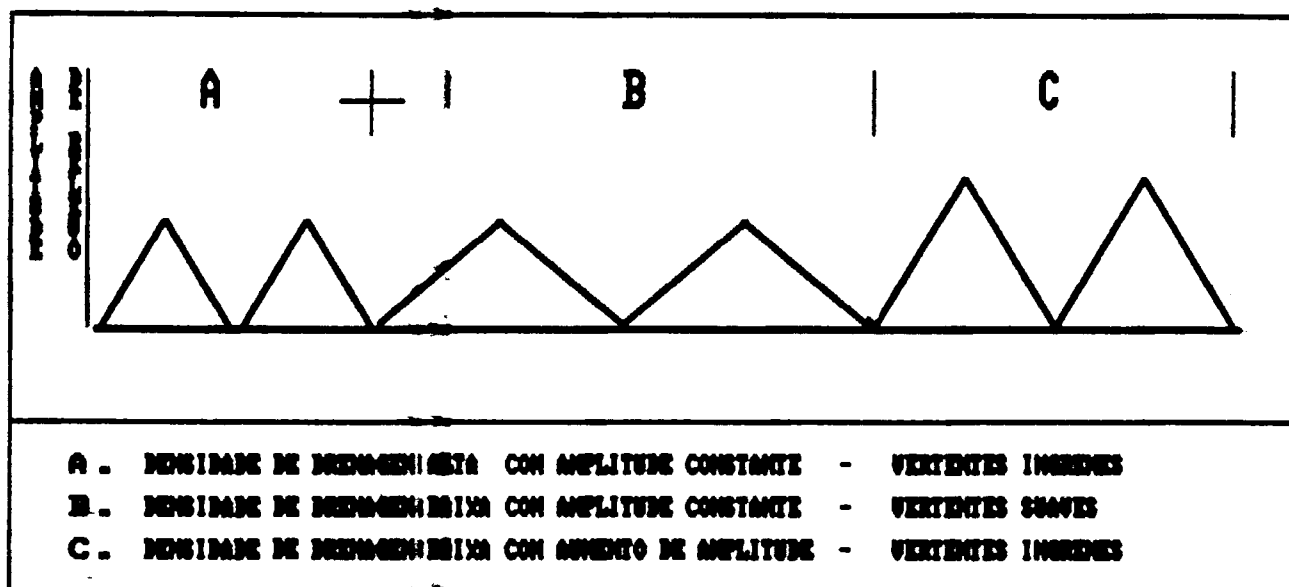 A B C
A. DENSIDADE DE DRENAGEM ALTA COM AMPLITUDE CONSTANTE - VERTENTES INGREMES
B. DENSIDADE DE DRENAGEM BAIXA COM AMPLITUDE CONSTANTE - VERTENTES SUAVES
C. DENSIDADE DE DRENAGEM BAIXA COM AUMENTO DE AMPLITUDE - VERTENTES INGREMES